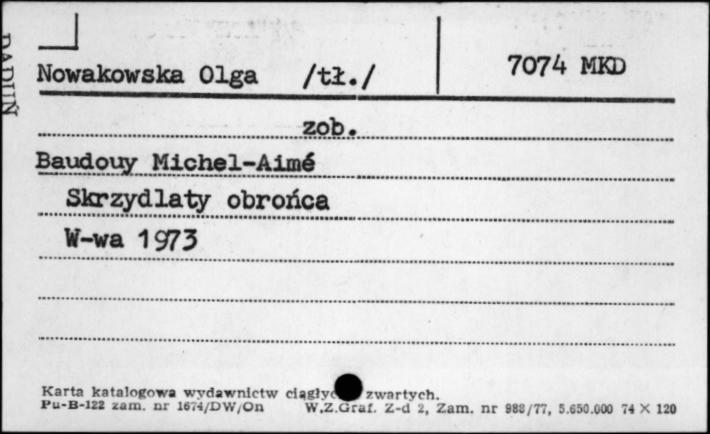 Nowakowska Olga /tł./ 7074 MKD
zob.
Baudouy Michel-Aimé
Skrzydlaty obrońca
W-wa 1973
Karta katalogowa wydawnictw zwartych.
Pu-B-122 zam. nr 1674/DW/On W.Z.Graf. Z-d 2, Zam. nr 988/77, 5.650.000 74 × 120